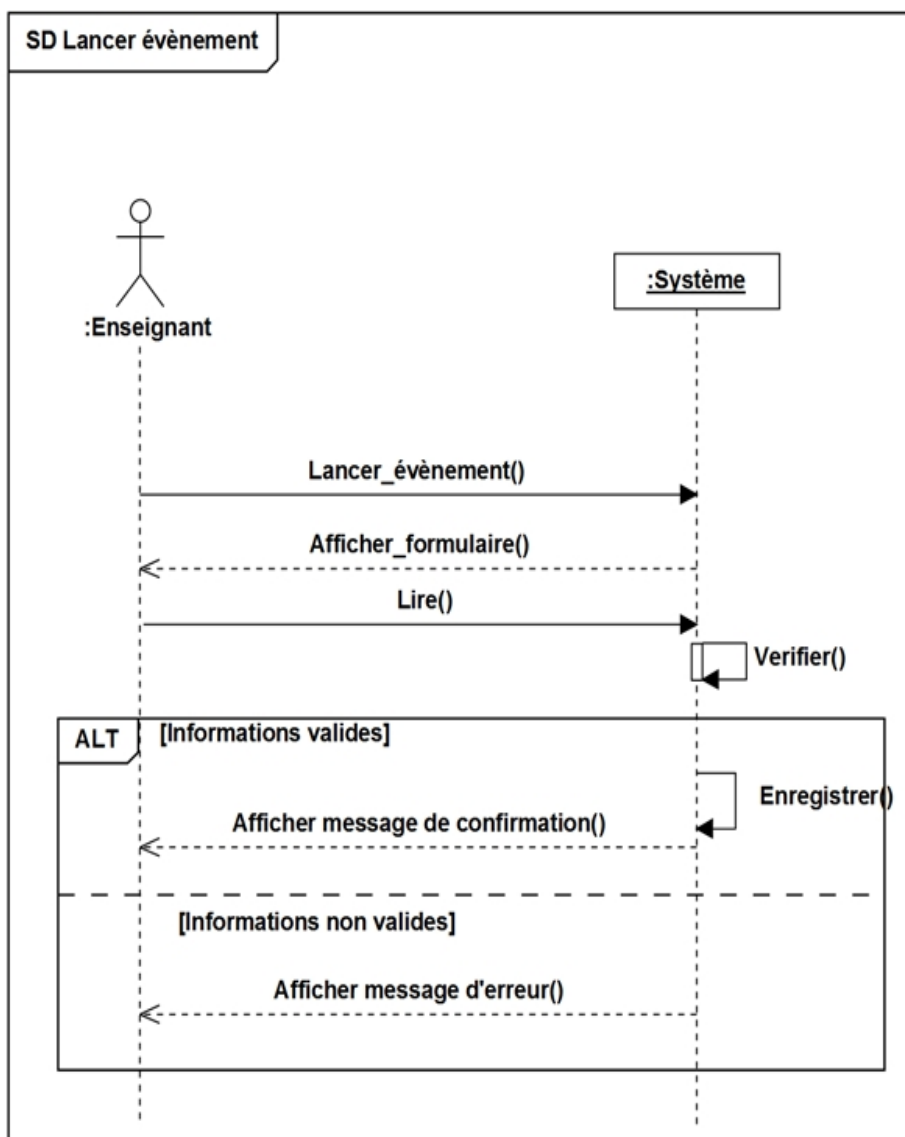 SD Lancer évènement
:Système
:Enseignant
Lancer_évènement()
Afficher_formulaire()
Lire()
Verifier()
ALT
[Informations valides]
Enregistrer()
Afficher message de confirmation()
[Informations non valides]
Afficher message d'erreur()